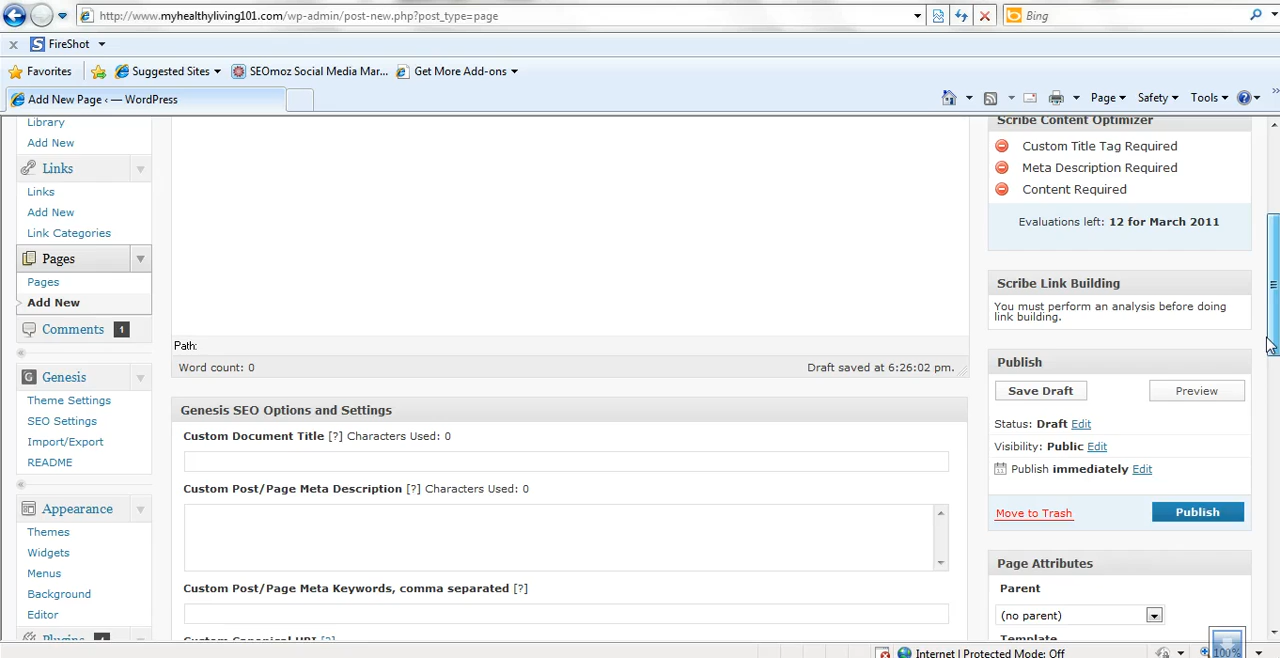 http://www.myhealthyliving101.com/wp-admin/post-new.php?post_type=page
Bing
x FireShot
Favorites Suggested Sites SEOmoz Social Media Mar... Get More Add-ons
Add New Page ‹ — WordPress
Page Safety Tools
Library
Add New
Links
Links
Add New
Link Categories
Pages
Pages
Add New
Comments 1
G Genesis
Theme Settings
SEO Settings
Import/Export
README
Appearance
Themes
Widgets
Menus
Background
Editor
Plugins
Path:
Word count: 0 Draft saved at 6:26:02 pm.
Genesis SEO Options and Settings
Custom Document Title [?] Characters Used: 0
Custom Post/Page Meta Description [?] Characters Used: 0
Custom Post/Page Meta Keywords, comma separated [?]
Custom Canonical URI [?]
Scribe Content Optimizer
Custom Title Tag Required
Meta Description Required
Content Required
Evaluations left: 12 for March 2011
Scribe Link Building
You must perform an analysis before doing
link building.
Publish
Save Draft Preview
Status: Draft Edit
Visibility: Public Edit
Publish immediately Edit
Move to Trash Publish
Page Attributes
Parent
(no parent)
Template
Internet | Protected Mode: Off 100%